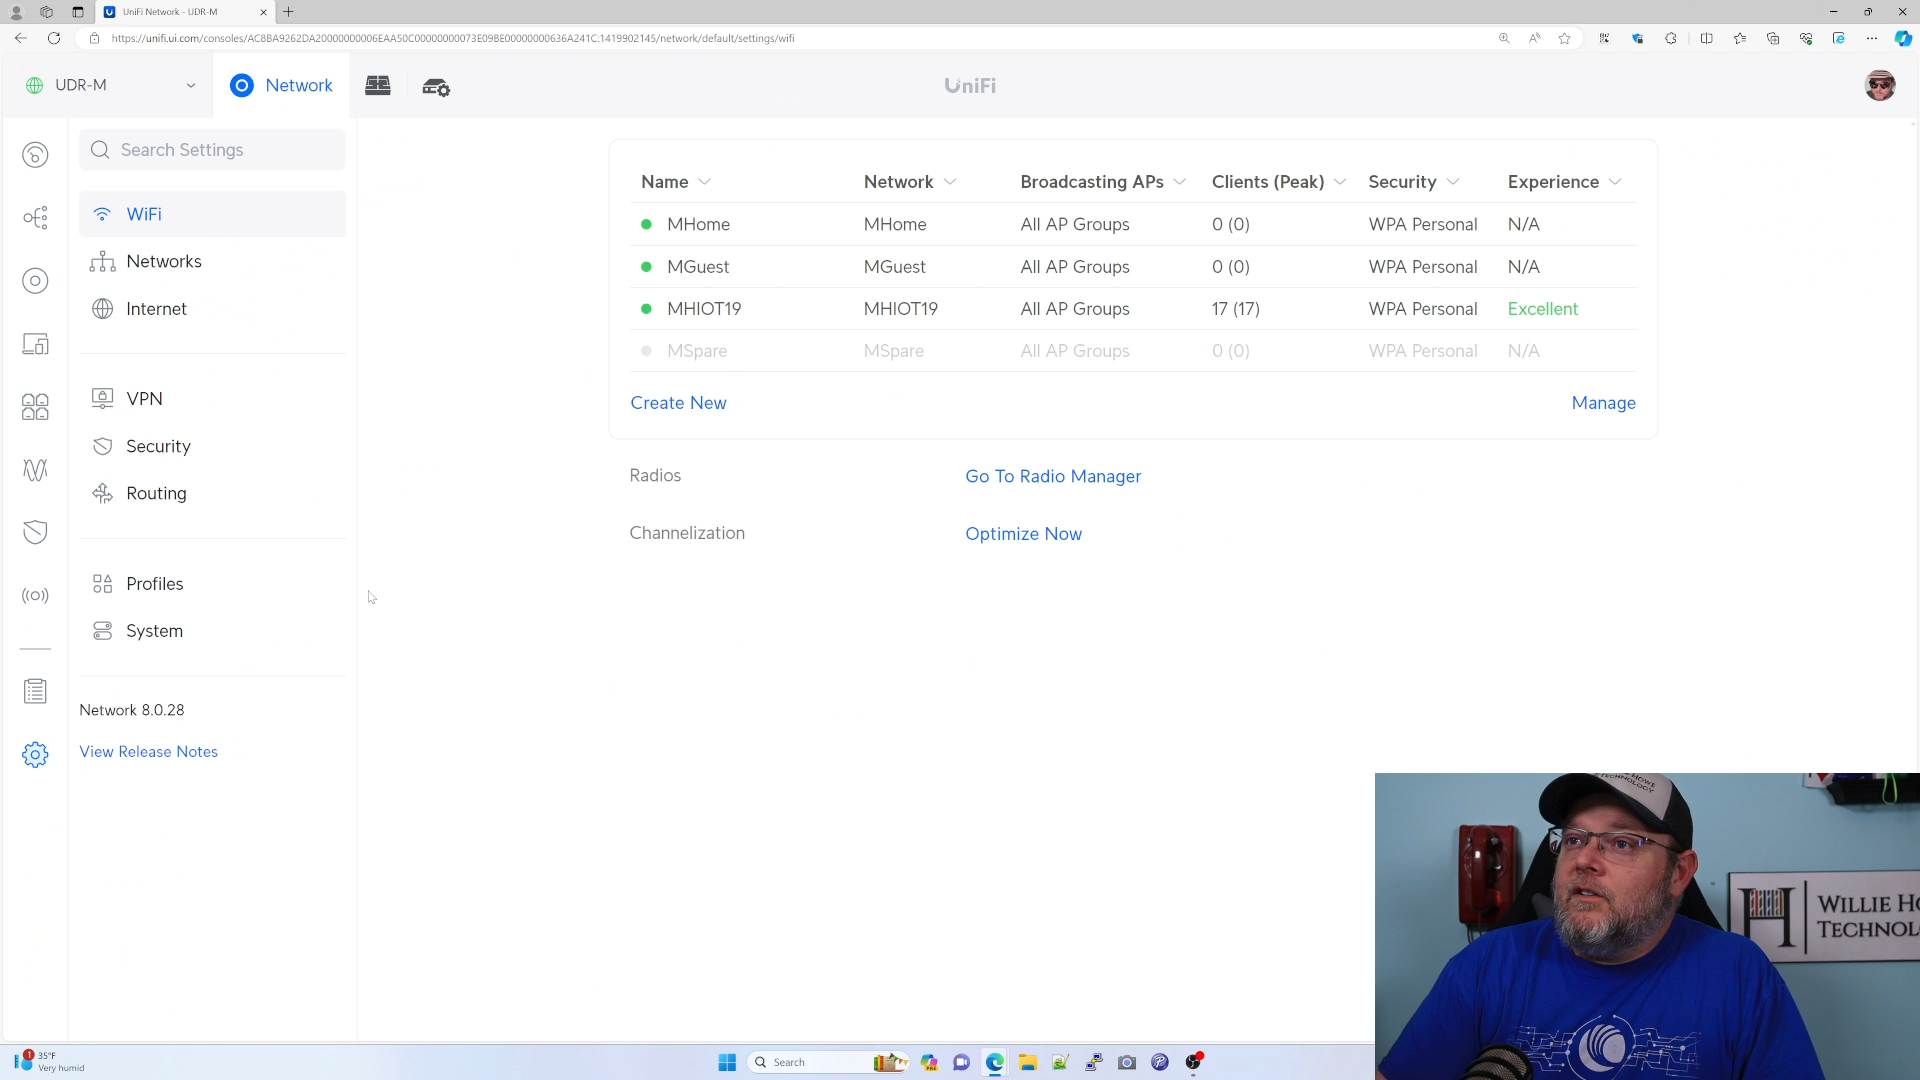 UniFi Network - UDR-M
https://unifi.ui.com/consoles/AC8BA9262DA20000000006EAA50C00000000073E09BE00000000636A241C:1419902145/network/default/settings/wifi
UDR-M
Network
UniFi
Search Settings
WiFi
Networks
Internet
VPN
Security
Routing
Profiles
System
Network 8.0.28
View Release Notes
Name Network Broadcasting APs Clients (Peak) Security Experience
MHome MHome All AP Groups 0 (0) WPA Personal N/A
MGuest MGuest All AP Groups 0 (0) WPA Personal N/A
MHIOT19 MHIOT19 All AP Groups 17 (17) WPA Personal Excellent
MSpare MSpare All AP Groups 0 (0) WPA Personal N/A
Create New Manage
Radios Go To Radio Manager
Channelization Optimize Now
HOWE
TECHNOLOGY
H
WILLIE HO
TECHNOL
1
35°F
Very humid
Search